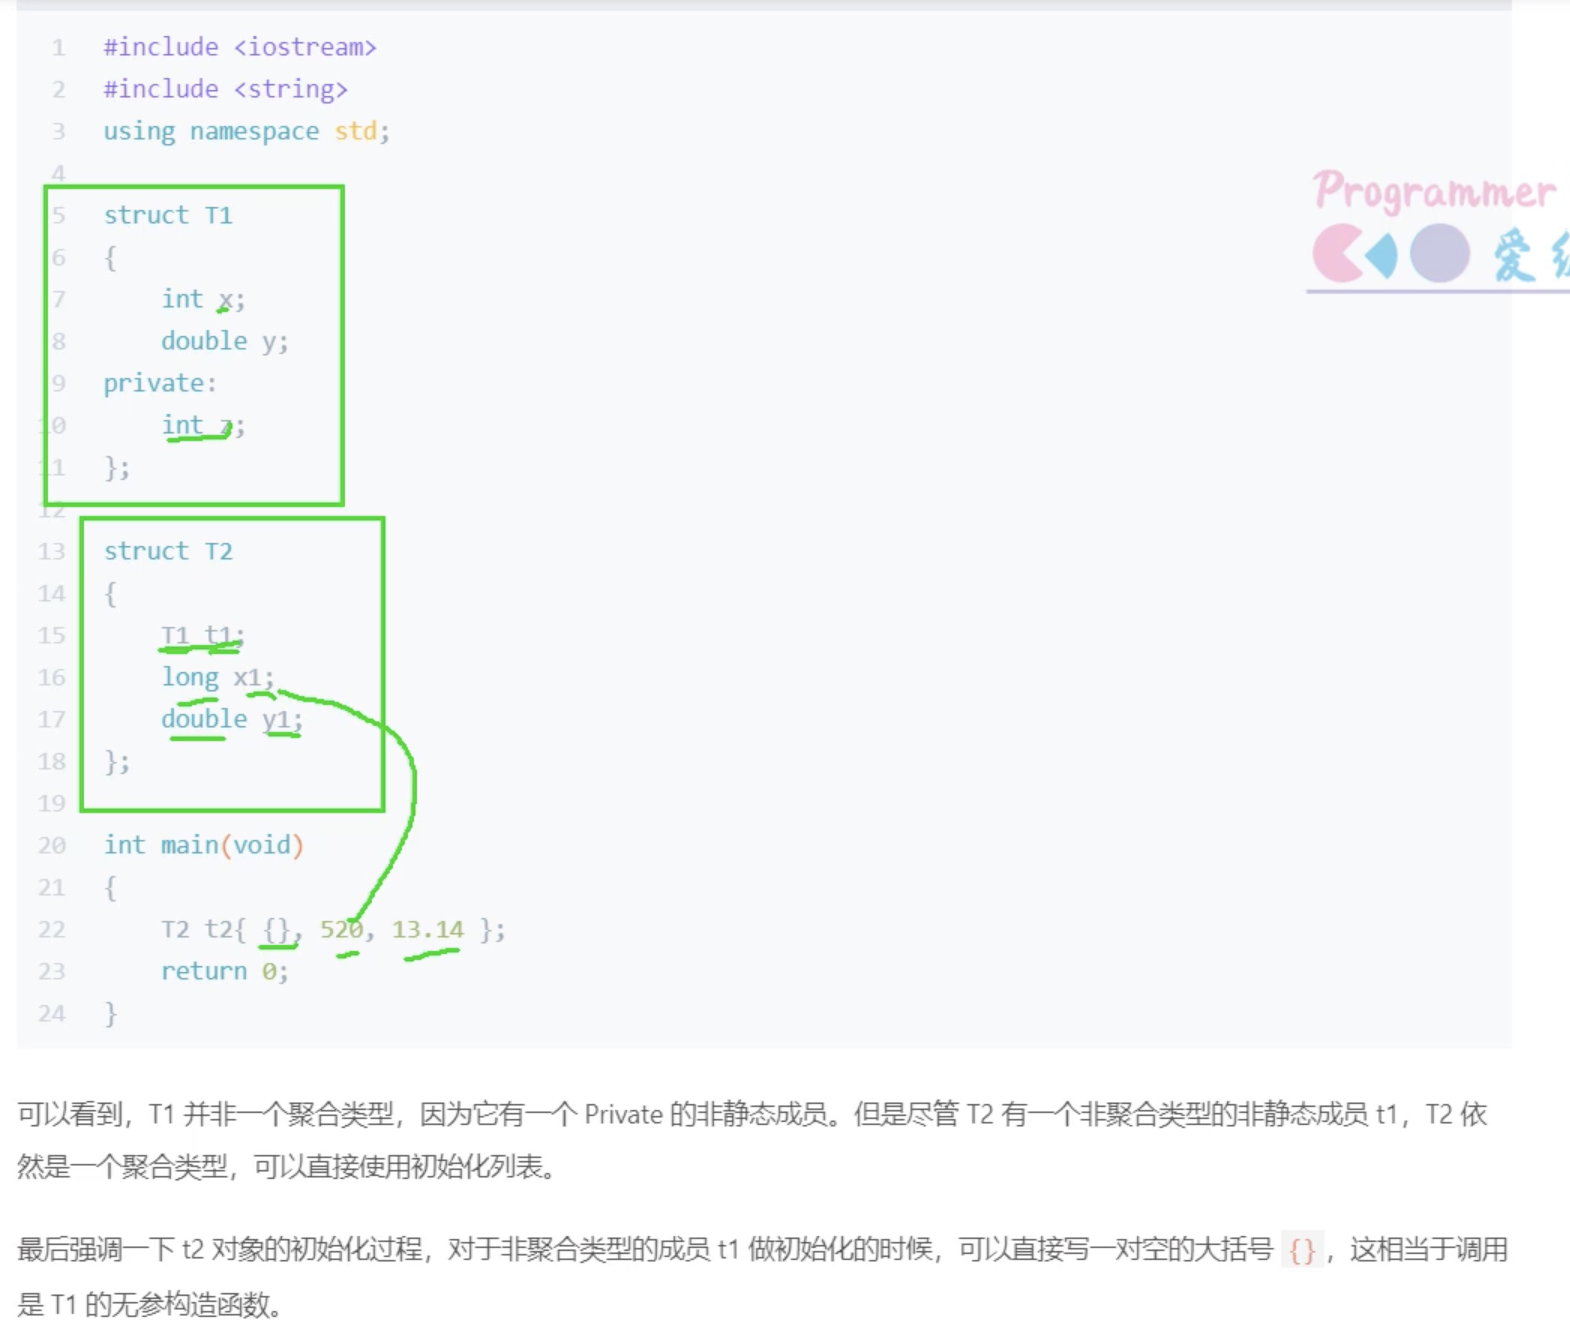 1 #include <iostream>
2 #include <string>
3 using namespace std;
4
5 struct T1
6 {
7 int x;
8 double y;
9 private:
10 int z;
11 };
12
13 struct T2
14 {
15 T1 t1;
16 long x1;
17 double y1;
18 };
19
20 int main(void)
21 {
22 T2 t2{ {}, 520, 13.14 };
23 return 0;
24 }
Programmer
爱
可以看到，T1 并非一个聚合类型，因为它有一个 Private 的非静态成员。但是尽管 T2 有一个非聚合类型的非静态成员 t1，T2 依
然是一个聚合类型，可以直接使用初始化列表。
最后强调一下 t2 对象的初始化过程，对于非聚合类型的成员 t1 做初始化的时候，可以直接写一对空的大括号 {}，这相当于调用
是 T1 的无参构造函数。